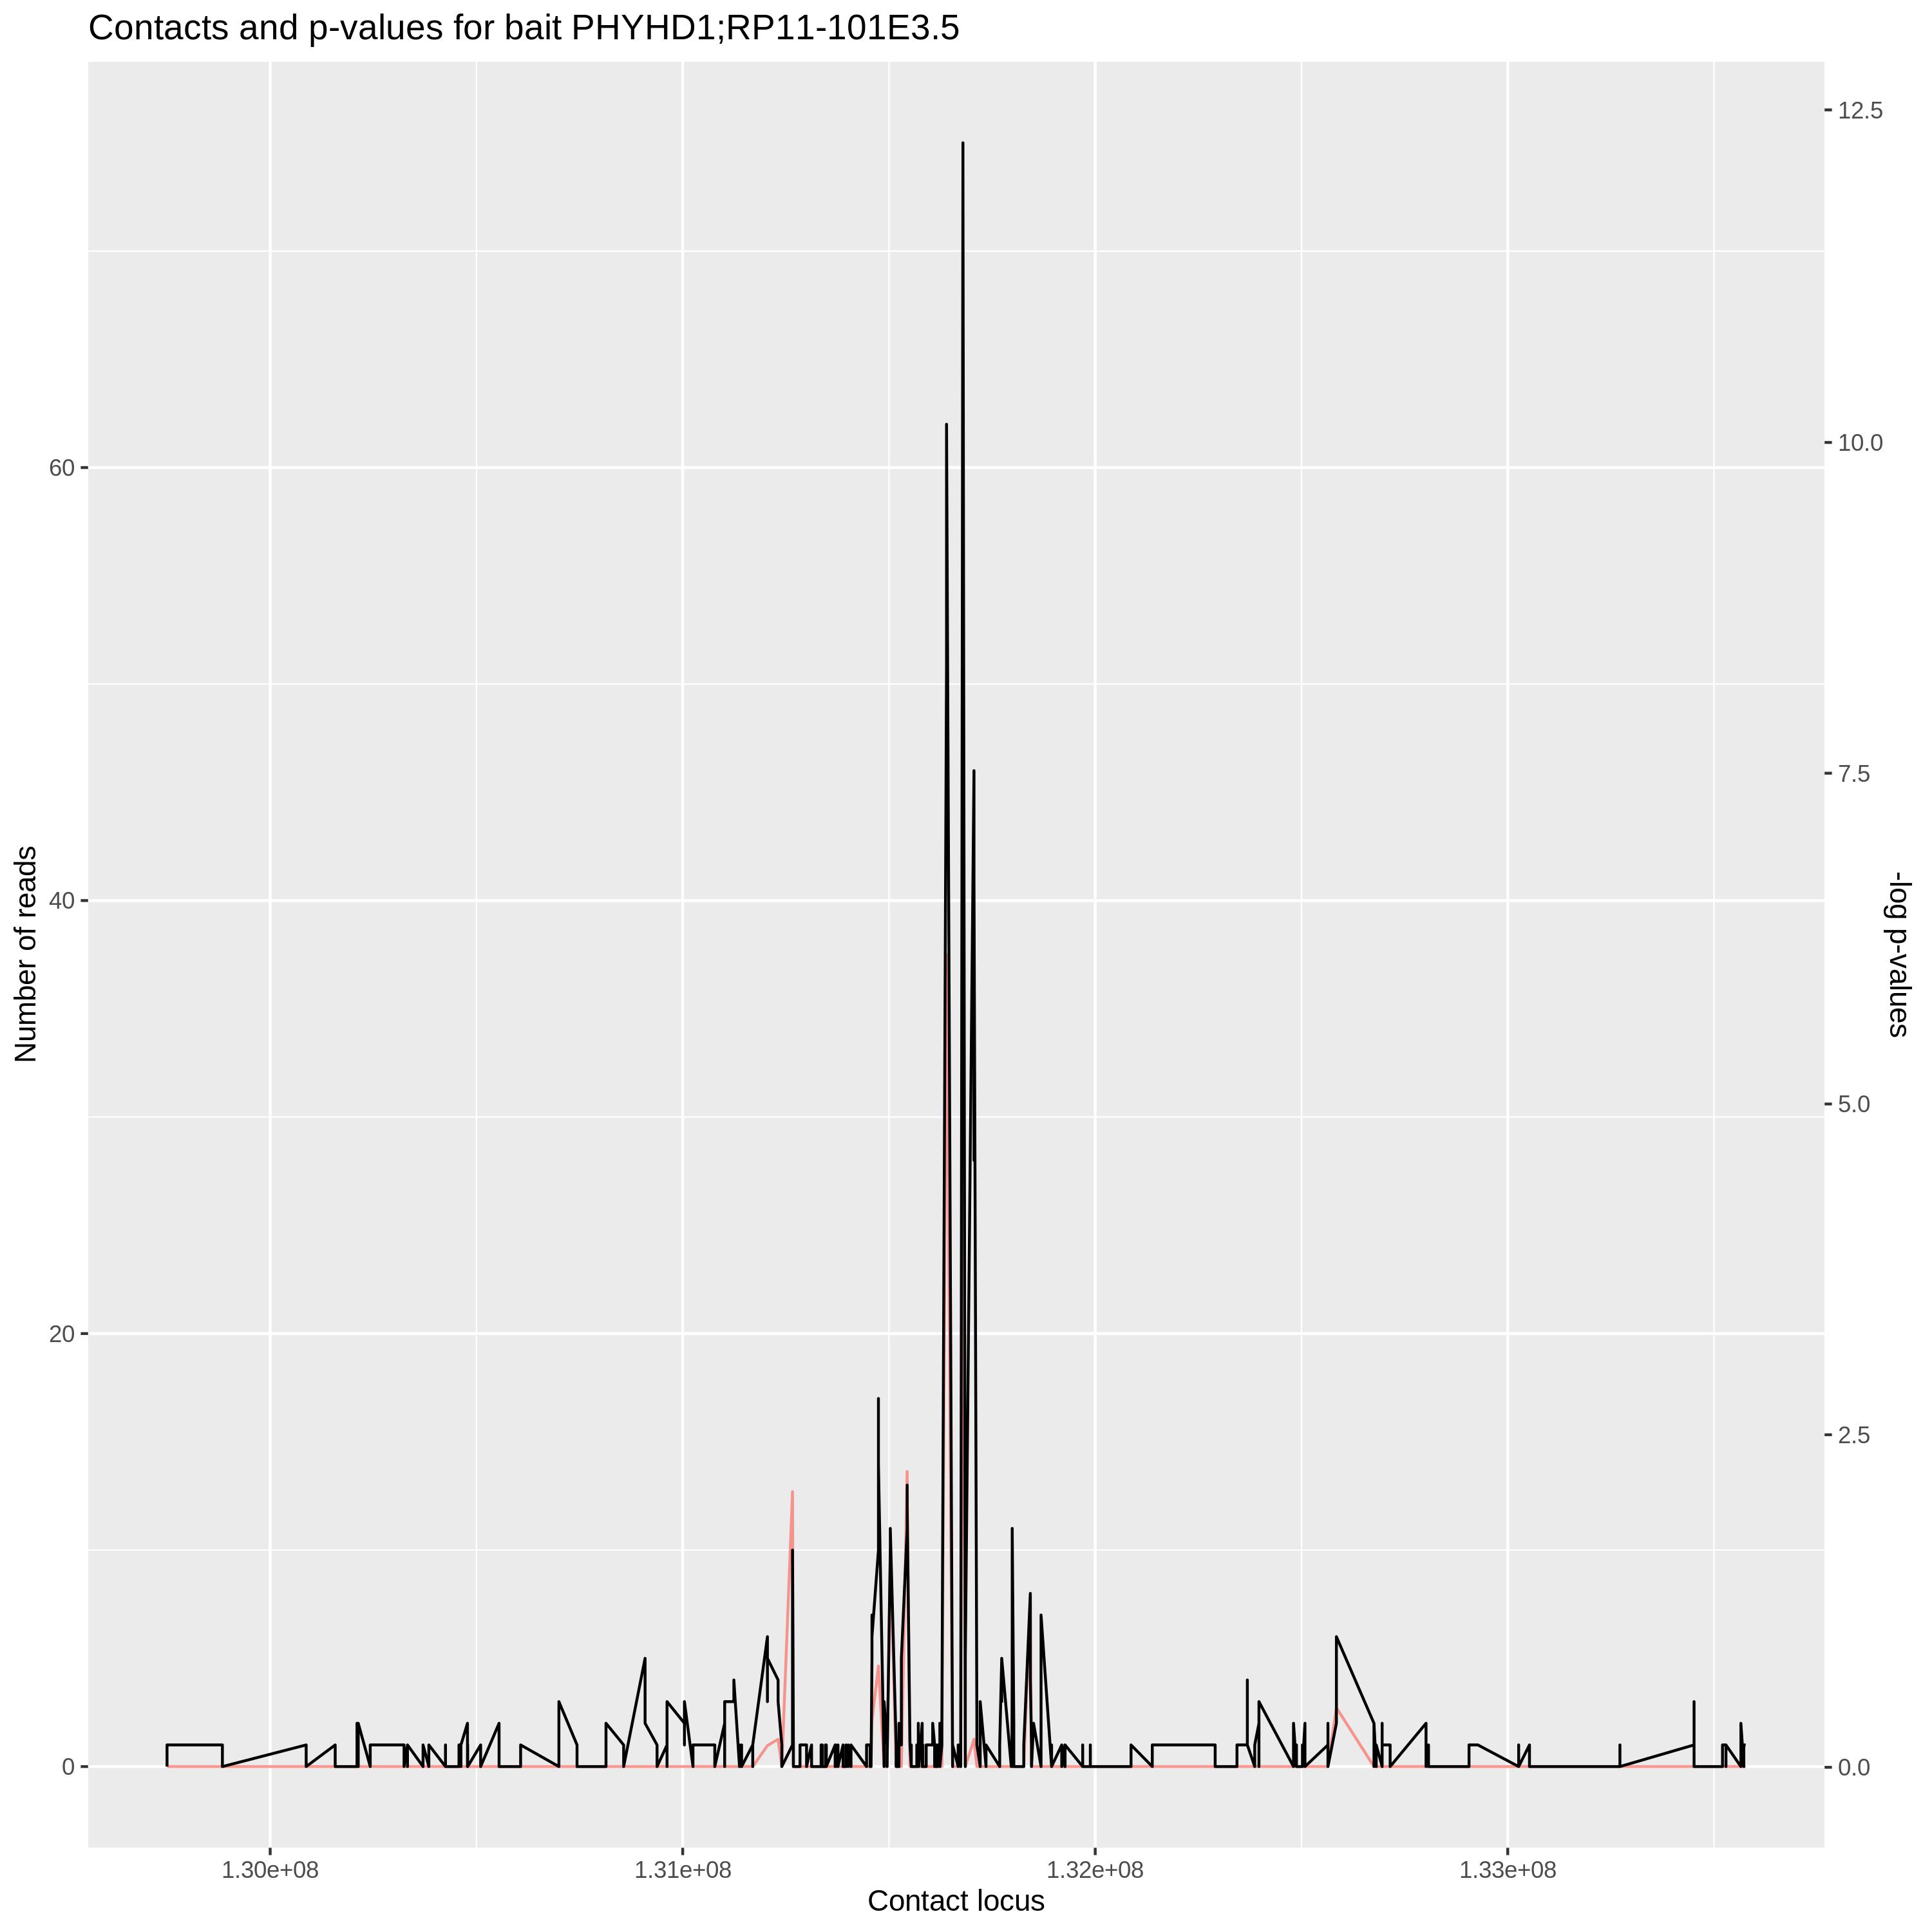 Contacts and p-values for bait PHYHD1;RP11-101E3.5
12.5
60
10.0
7.5
40
Number of reads
-log p-values
5.0
20
2.5
0
0.0
1.30e+08
1.31e+08
1.32e+08
1.33e+08
Contact locus